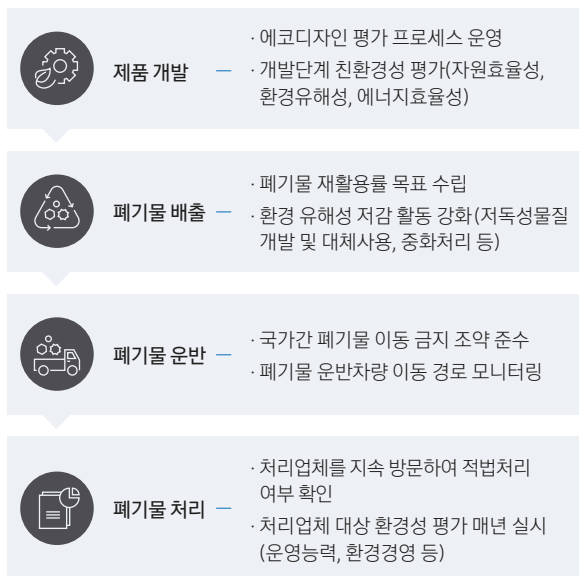 제품 개발
· 에코디자인 평가 프로세스 운영
· 개발단계 친환경성 평가(자원효율성,
환경유해성, 에너지효율성)
폐기물 배출
· 폐기물 재활용률 목표 수립
· 환경 유해성 저감 활동 강화(저독성물질
개발 및 대체사용, 중화처리 등)
폐기물 운반
· 국가간 폐기물 이동 금지 조약 준수
· 폐기물 운반차량 이동 경로 모니터링
폐기물 처리
· 처리업체를 지속 방문하여 적법처리
여부 확인
· 처리업체 대상 환경성 평가 매년 실시
(운영능력, 환경경영 등)